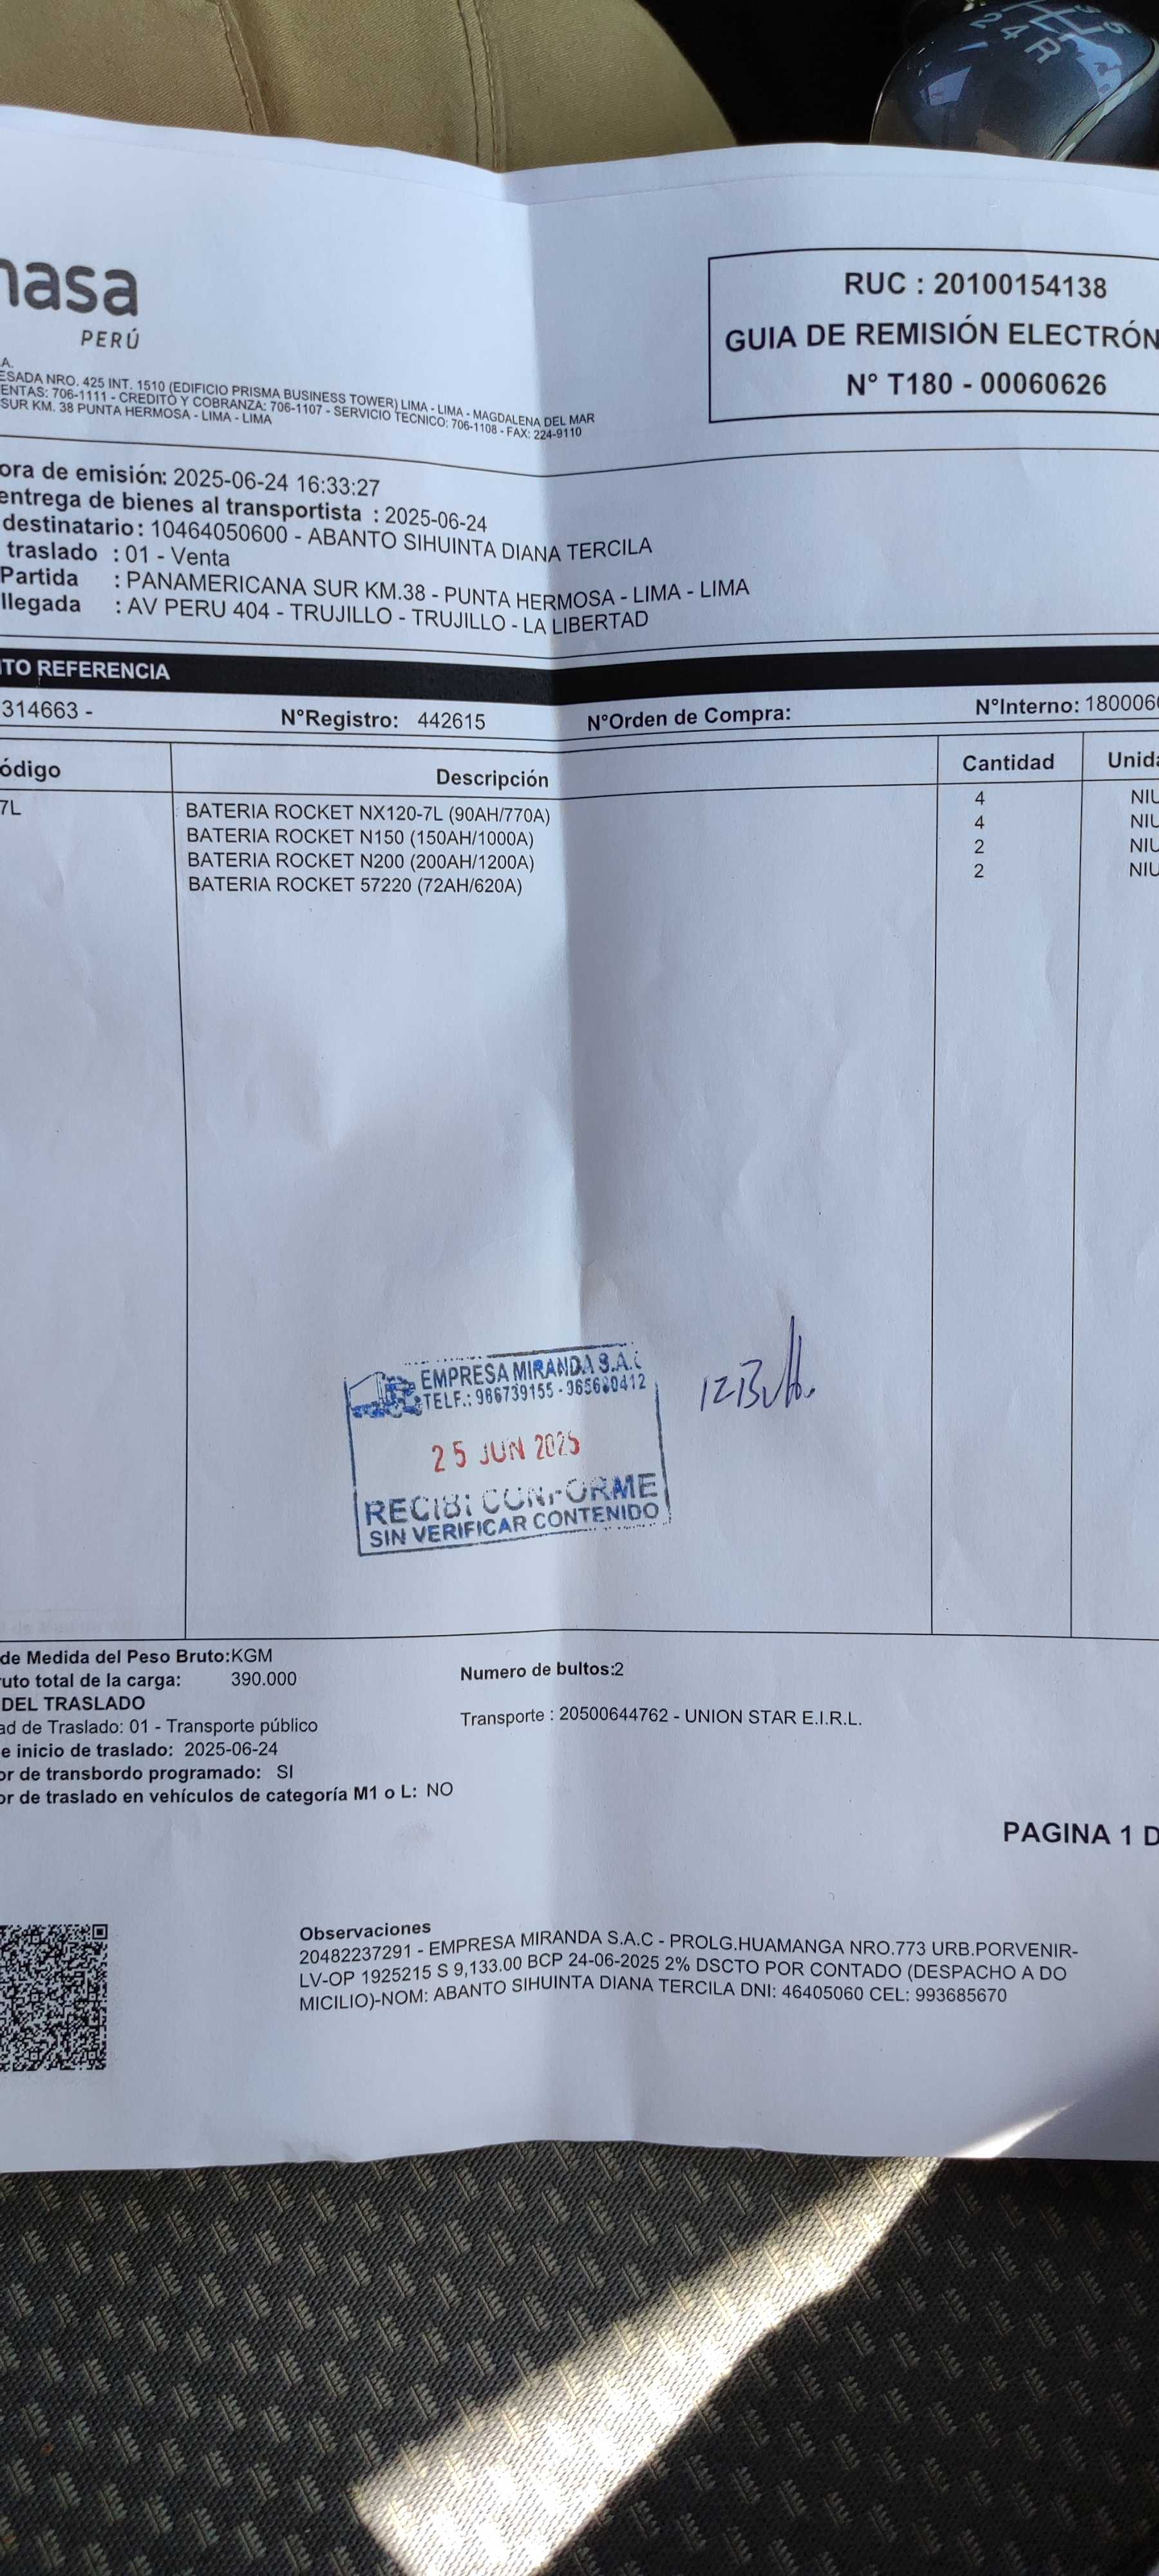 2 4 R 5
nasa
PERÚ
RUC : 20100154138
GUIA DE REMISIÓN ELECTRÓN
N° T180 - 00060626
A.
ESADA NRO. 425 INT. 1510 (EDIFICIO PRISMA BUSINESS TOWER) LIMA - LIMA - MAGDALENA DEL MAR
ENTAS: 706-1111 - CREDITO Y COBRANZA: 706-1107 - SERVICIO TECNICO: 706-1108 - FAX: 224-9110
SUR KM. 38 PUNTA HERMOSA - LIMA - LIMA
ora de emisión: 2025-06-24 16:33:27
entrega de bienes al transportista : 2025-06-24
destinatario: 10464050600 - ABANTO SIHUINTA DIANA TERCILA
traslado : 01 - Venta
Partida : PANAMERICANA SUR KM.38 - PUNTA HERMOSA - LIMA - LIMA
llegada : AV PERU 404 - TRUJILLO - TRUJILLO - LA LIBERTAD
TO REFERENCIA
314663 - N°Registro: 442615 N°Orden de Compra: N°Interno: 180006
ódigo Descripción Cantidad Unid
7L BATERIA ROCKET NX120-7L (90AH/770A) 4 NIU
BATERIA ROCKET N150 (150AH/1000A) 4 NIU
BATERIA ROCKET N200 (200AH/1200A) 2 NIU
BATERIA ROCKET 57220 (72AH/620A) 2 NIU
EMPRESA MIRANDA S.A.C
TELF.: 966739155 - 965680412
25 JUN 2025
RECIBI CONFORME
SIN VERIFICAR CONTENIDO
12
de Medida del Peso Bruto:KGM
uto total de la carga: 390.000 Numero de bultos:2
DEL TRASLADO
ad de Traslado: 01 - Transporte público Transporte : 20500644762 - UNION STAR E.I.R.L.
e inicio de traslado: 2025-06-24
or de transbordo programado: SI
or de traslado en vehículos de categoría M1 o L: NO
PAGINA 1 D
Observaciones
20482237291 - EMPRESA MIRANDA S.A.C - PROLG.HUAMANGA NRO.773 URB.PORVENIR-
LV-OP 1925215 S 9,133.00 BCP 24-06-2025 2% DSCTO POR CONTADO (DESPACHO A DO
MICILIO)-NOM: ABANTO SIHUINTA DIANA TERCILA DNI: 46405060 CEL: 993685670